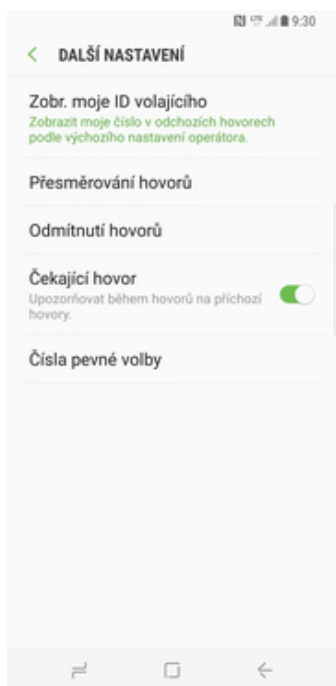 LTE 9:30
DALŠÍ NASTAVENÍ
Zobr. moje ID volajícího
Zobrazit moje číslo v odchozích hovorech
podle výchozího nastavení operátora.
Přesměrování hovorů
Odmítnutí hovorů
Čekající hovor
Upozorňovat během hovorů na příchozí
hovory.
Čísla pevné volby